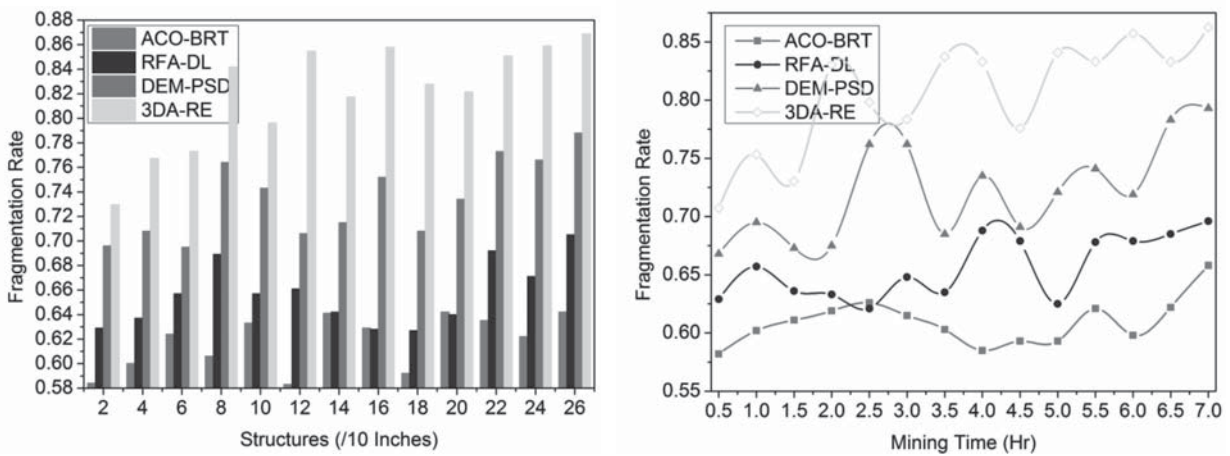 0.88
0.86
0.84
0.82
0.80
0.78
0.76
0.74
0.72
0.70
0.68
0.66
0.64
0.62
0.60
0.58
Fragmentation Rate
ACO-BRT
RFA-DL
DEM-PSD
3DA-RE
2 4 6 8 10 12 14 16 18 20 22 24 26
Structures (/10 Inches)
0.85
0.80
0.75
0.70
0.65
0.60
0.55
Fragmentation Rate
ACO-BRT
RFA-DL
DEM-PSD
3DA-RE
0.5 1.0 1.5 2.0 2.5 3.0 3.5 4.0 4.5 5.0 5.5 6.0 6.5 7.0
Mining Time (Hr)